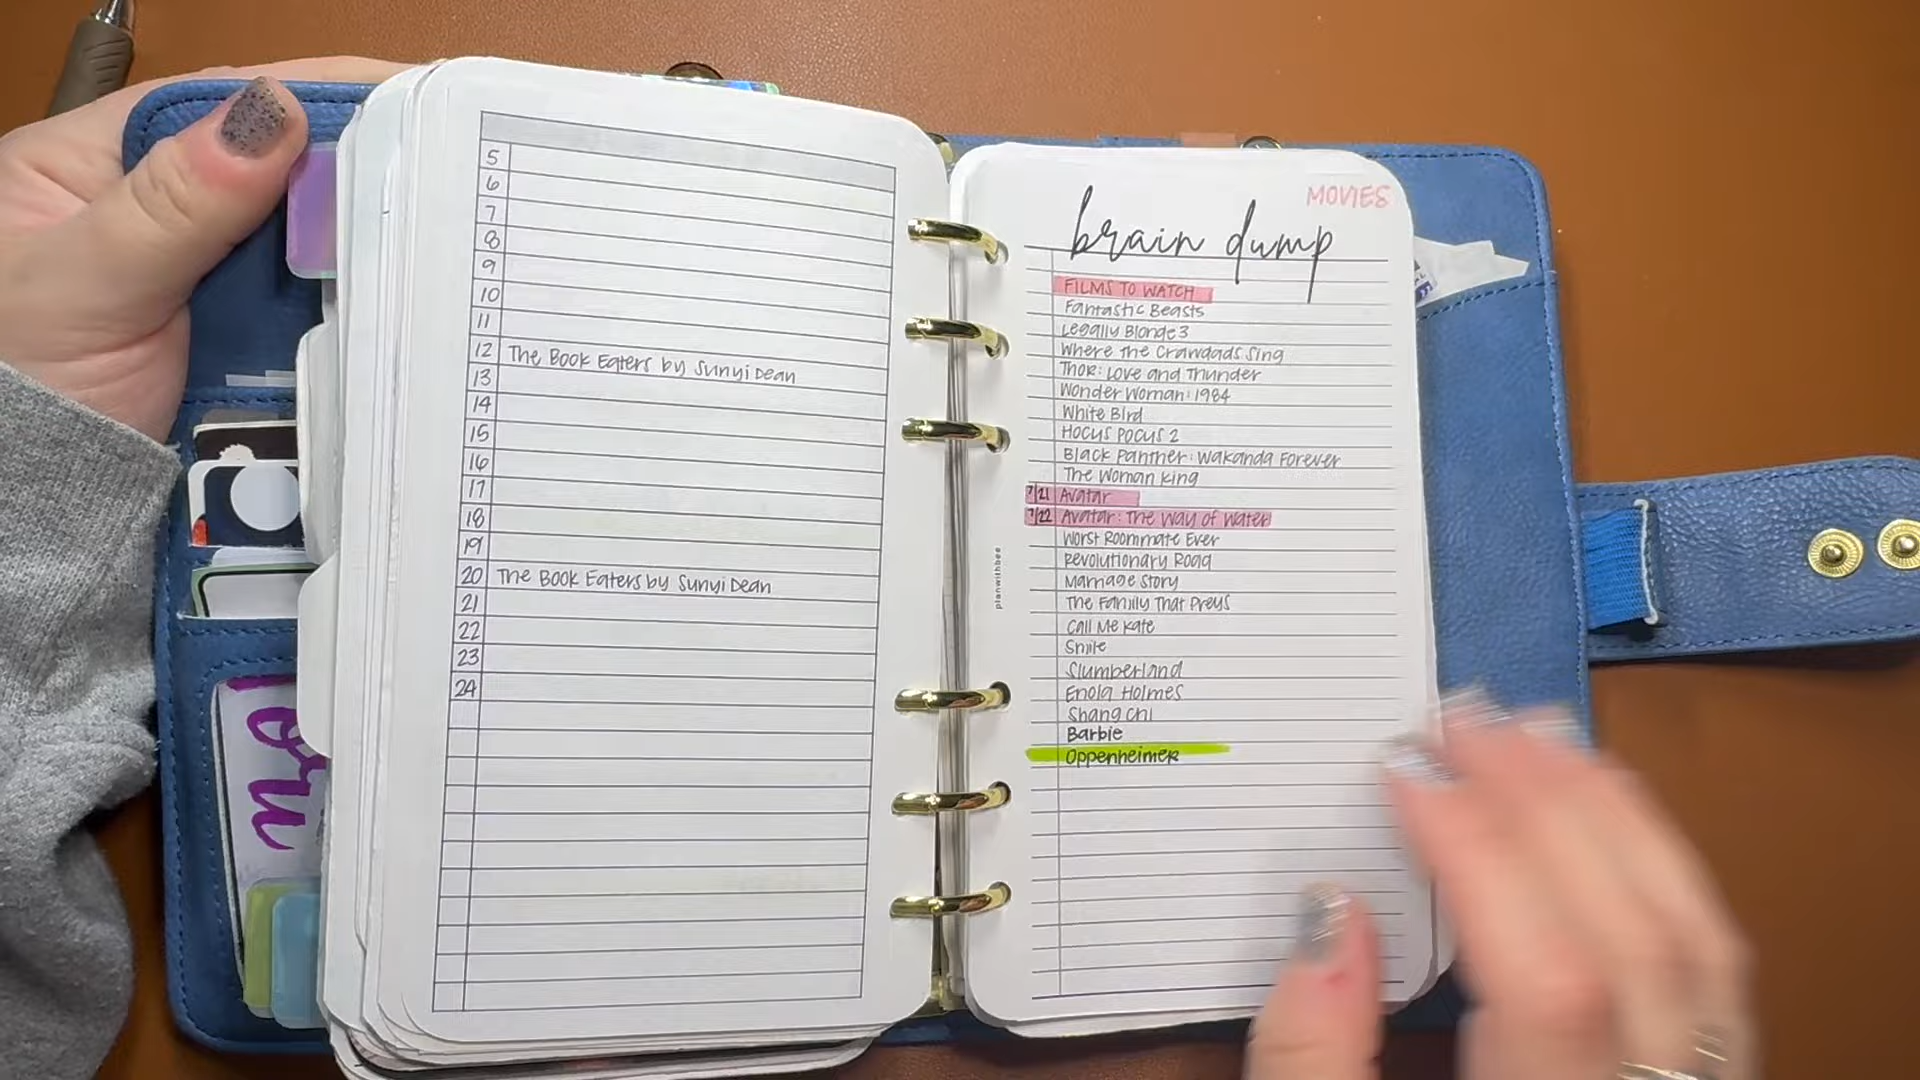 5
6
7
8
9
10
11
12 The Book Eaters by Sunyi Dean
13
14
15
16
17
18
19
20 The Book Eaters by Sunyi Dean
21
22
23
24
MOVIES
brain dump
FILMS TO WATCH
Fantastic Beasts
Legally Blonde 3
Where the Crawdads Sing
Thor: Love and Thunder
Wonder Woman: 1984
White Bird
Hocus Pocus 2
Black Panther: Wakanda Forever
The Woman King
7/21 Avatar
7/22 Avatar: The Way of Water
Worst Roommate Ever
Revolutionary Road
Marriage Story
The Family That Preys
Call Me Kate
Smile
Slumberland
Enola Holmes
Shang Chi
Barbie
Oppenheimer
planwithbee